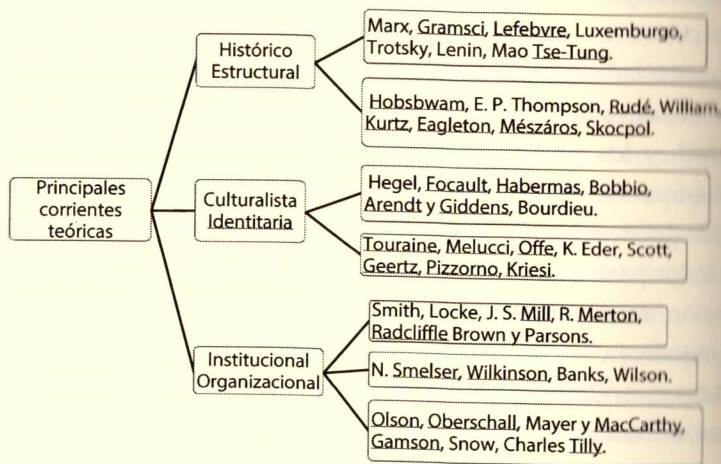 Principales
corrientes
teóricas
Histórico
Estructural
Marx, Gramsci, Lefebvre, Luxemburgo,
Trotsky, Lenin, Mao Tse-Tung.
Hobsbwam, E. P. Thompson, Rudé, William,
Kurtz, Eagleton, Mészáros, Skocpol.
Culturalista
Identitaria
Hegel, Focault, Habermas, Bobbio,
Arendt y Giddens, Bourdieu.
Touraine, Melucci, Offe, K. Eder, Scott,
Geertz, Pizzorno, Kriesi.
Institucional
Organizacional
Smith, Locke, J. S. Mill, R. Merton,
Radcliffle Brown y Parsons.
N. Smelser, Wilkinson, Banks, Wilson.
Olson, Oberschall, Mayer y MacCarthy,
Gamson, Snow, Charles Tilly.